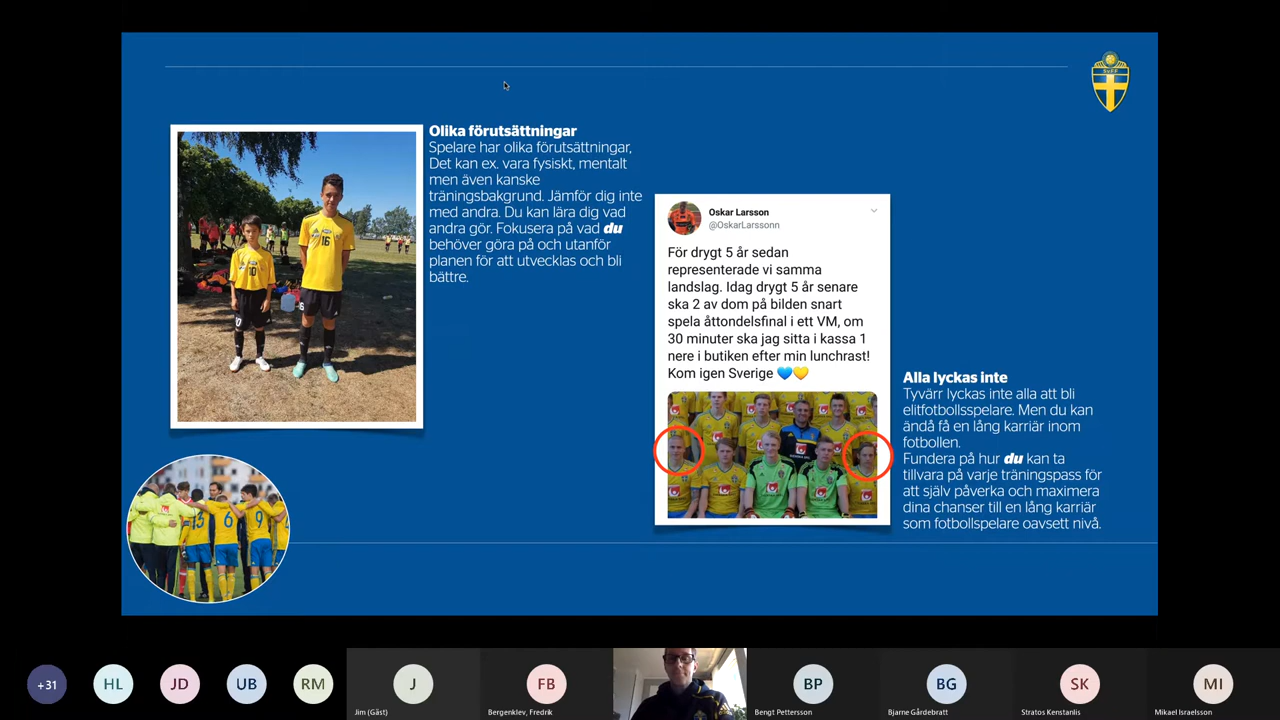 SvFF
Olika förutsättningar
Spelare har olika förutsättningar,
Det kan ex. vara fysiskt, mentalt
men även kanske
träningsbakgrund. Jämför dig inte
med andra. Du kan lära dig vad
andra gör. Fokusera på vad du
behöver göra på och utanför
planen för att utvecklas och bli
bättre.
16
10
Oskar Larsson
@OskarLarssonn
För drygt 5 år sedan
representerade vi samma
landslag. Idag drygt 5 år senare
ska 2 av dom på bilden snart
spela åttondelsfinal i ett VM, om
30 minuter ska jag sitta i kassa 1
nere i butiken efter min lunchrast!
Kom igen Sverige 💙💛
Alla lyckas inte
Tyvärr lyckas inte alla att bli
elitfotbollsspelare. Men du kan
ändå få en lång karriär inom
fotbollen.
Fundera på hur du kan ta
tillvara på varje träningspass för
att själv påverka och maximera
dina chanser till en lång karriär
som fotbollspelare oavsett nivå.
13
6
9
+31
HL
JD
UB
RM
J
Jim (Gäst)
FB
Bergenklev, Fredrik
BP
Bengt Pettersson
BG
Bjarne Gårdebratt
SK
Stratos Kenstanlis
MI
Mikael Israelsson